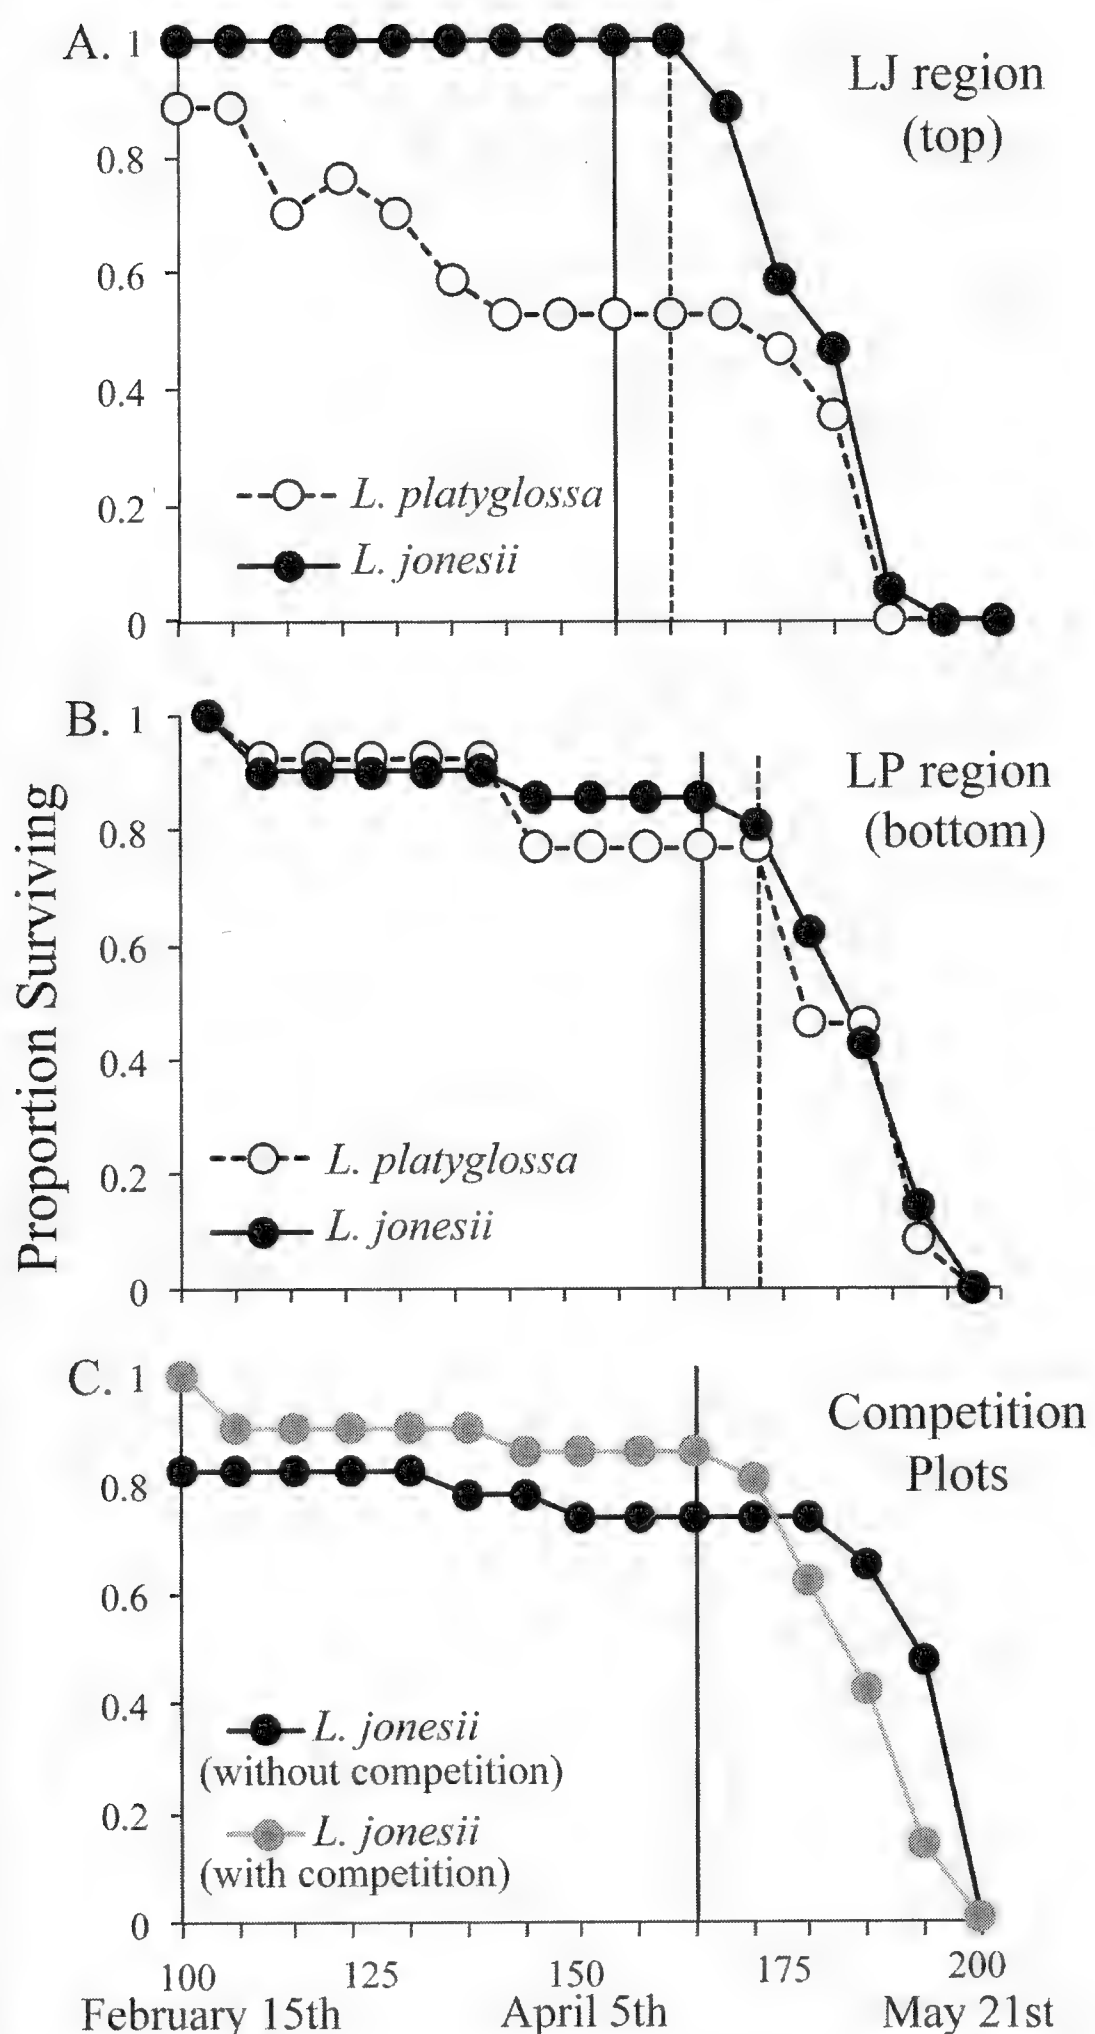 A. 1
LJ region
(top)
0.8
0.6
0.4
0.2
0
L. platyglossa
L. jonesii
B. 1
LP region
(bottom)
0.8
0.6
0.4
0.2
0
L. platyglossa
L. jonesii
Proportion Surviving
C. 1
Competition
Plots
0.8
0.6
0.4
0.2
0
L. jonesii
(without competition)
L. jonesii
(with competition)
100 125 150 175 200
February 15th April 5th May 21st